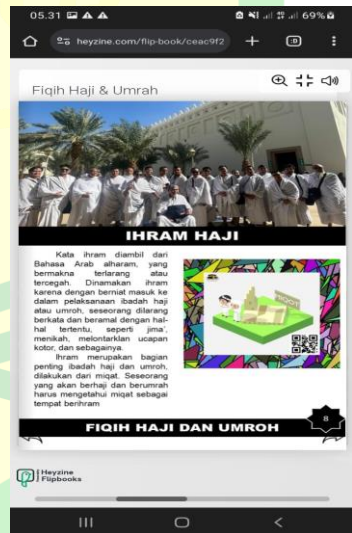 05.31
69%
heyzine.com/flip-book/ceac9f2
Fiqih Haji & Umrah
IHRAM HAJI
Kata ihram diambil dari
Bahasa Arab alharam, yang
bermakna terlarang atau
tercegah. Dinamakan ihram
karena dengan berniat masuk ke
dalam pelaksanaan ibadah haji
atau umroh, seseorang dilarang
berkata dan beramal dengan hal-
hal tertentu, seperti jima',
menikah, melontarklan ucapan
kotor, dan sebagainya.
Ihram merupakan bagian
penting ibadah haji dan umroh,
dilakukan dari miqat. Seseorang
yang akan berhaji dan berumrah
harus mengetahui miqat sebagai
tempat berihram
MIQOT
8
FIQIH HAJI DAN UMROH
Heyzine
Flipbooks